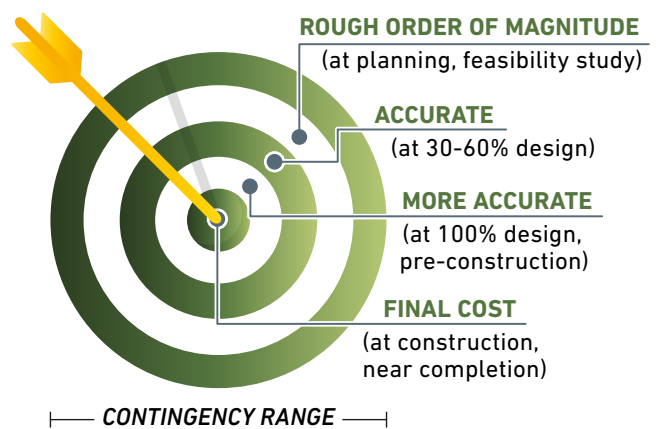 ROUGH ORDER OF MAGNITUDE
(at planning, feasibility study)
ACCURATE
(at 30-60% design)
MORE ACCURATE
(at 100% design,
pre-construction)
FINAL COST
(at construction,
near completion)
CONTINGENCY RANGE